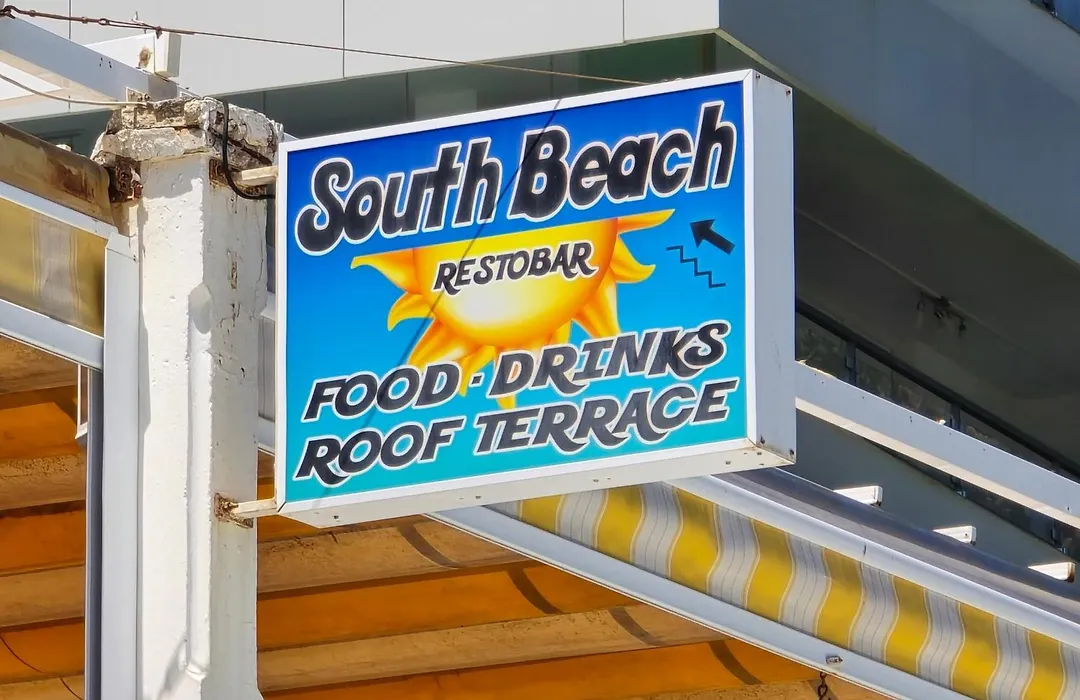 South Beach
RESTOBAR
FOOD · DRINKS
ROOF TERRACE